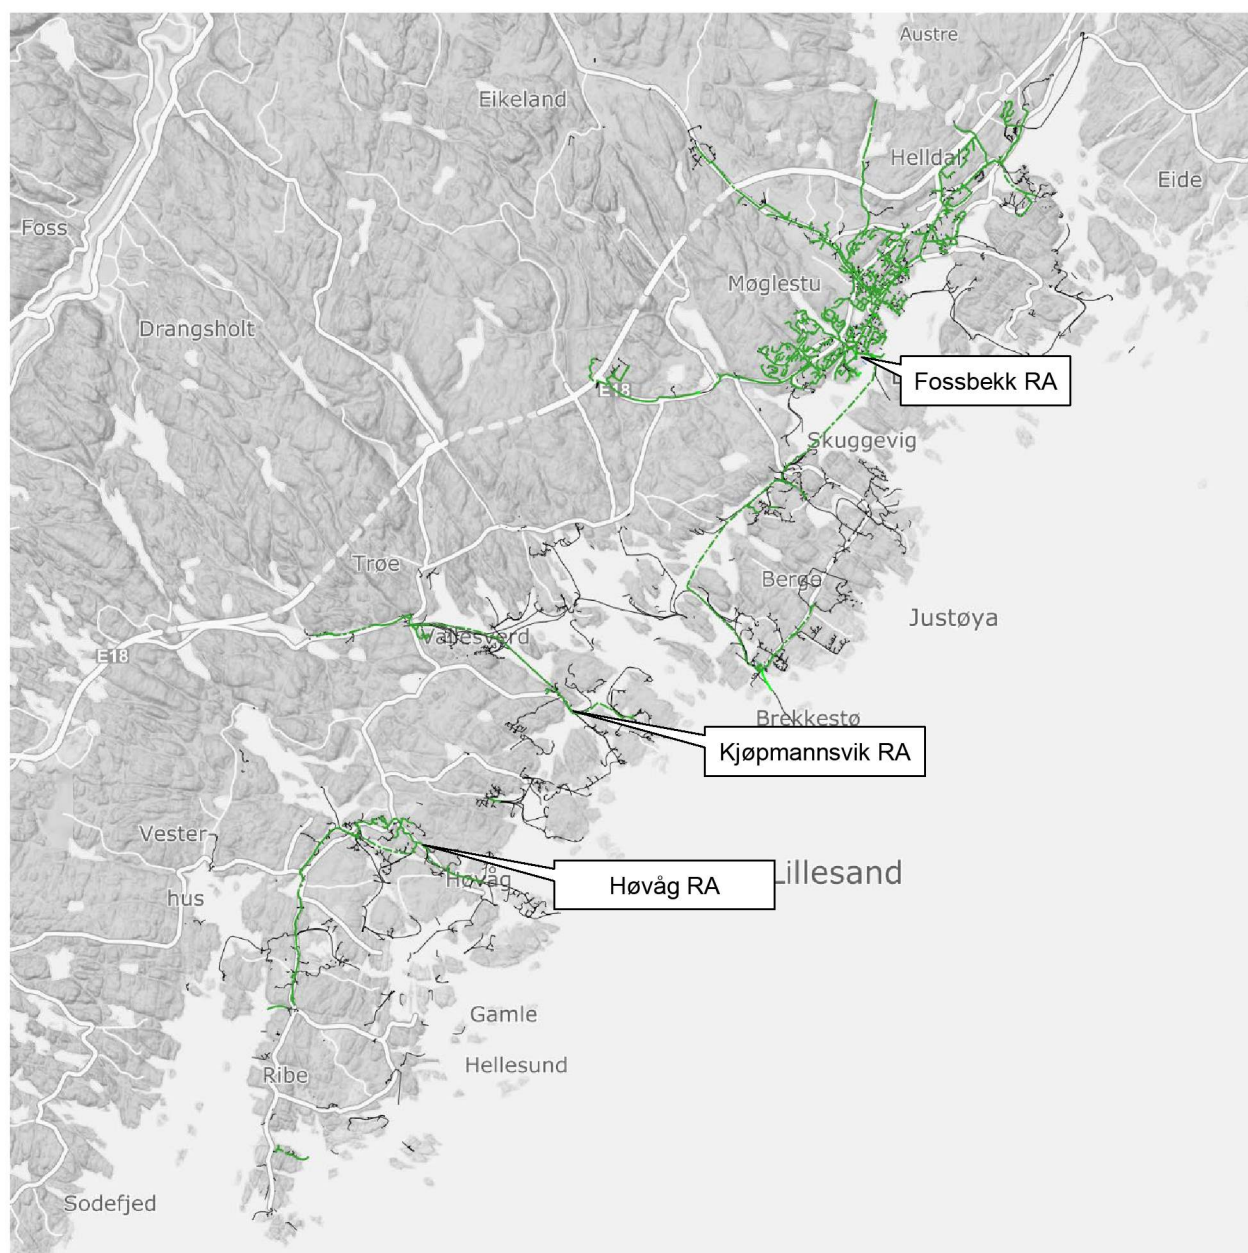 Austre
Eikeland
Helldal
Eide
Foss
Møglestu
Drangsholt
Fossbekk RA
E18
Skuggevig
Trøe
Bergø
Justøya
Vallesverd
E18
Brekkestø
Kjøpmannsvik RA
Vester
hus
Høvåg
Høvåg RA
Lillesand
Gamle
Hellesund
Ribe
Sodefjed